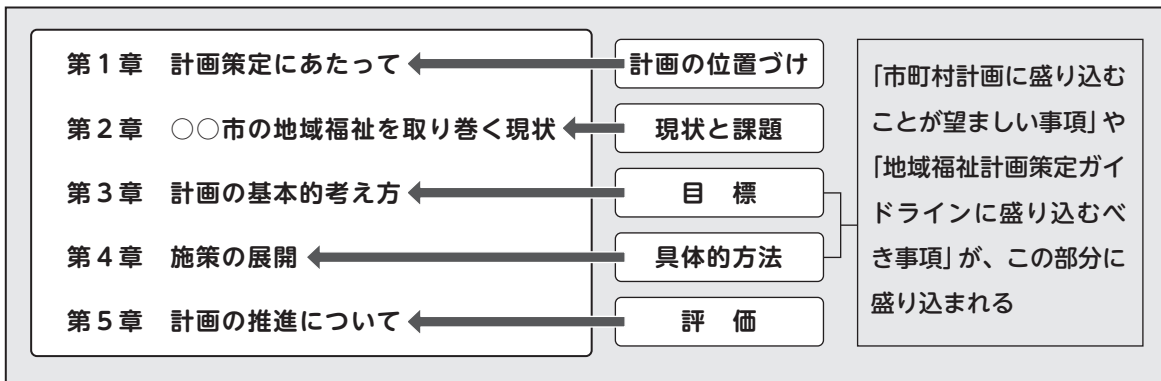 第1章 計画策定にあたって
計画の位置づけ
第2章 ○○市の地域福祉を取り巻く現状
現状と課題
第3章 計画の基本的考え方
目 標
第4章 施策の展開
具体的方法
第5章 計画の推進について
評 価
「市町村計画に盛り込む
ことが望ましい事項」や
「地域福祉計画策定ガイ
ドラインに盛り込むべ
き事項」が、この部分に
盛り込まれる